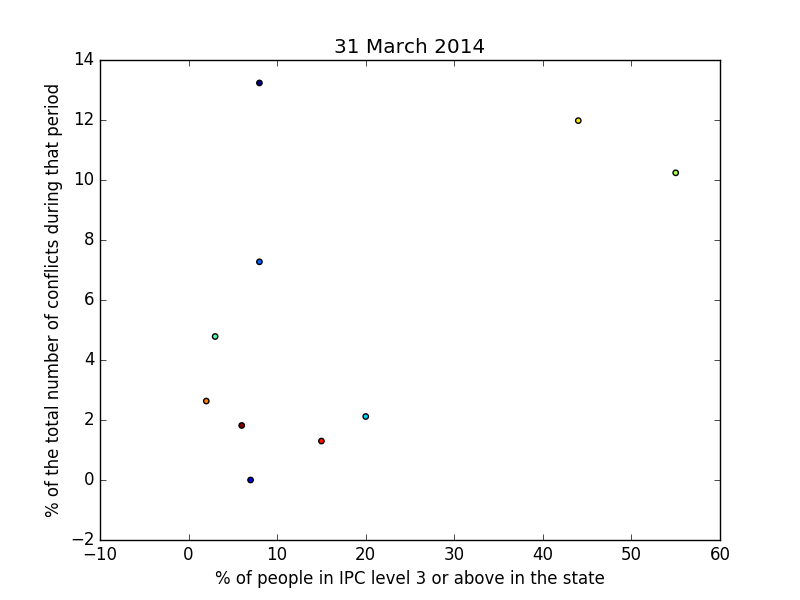 31 March 2014
% of the total number of conflicts during that period
14
12
10
8
6
4
2
0
−2
−10 0 10 20 30 40 50 60
% of people in IPC level 3 or above in the state